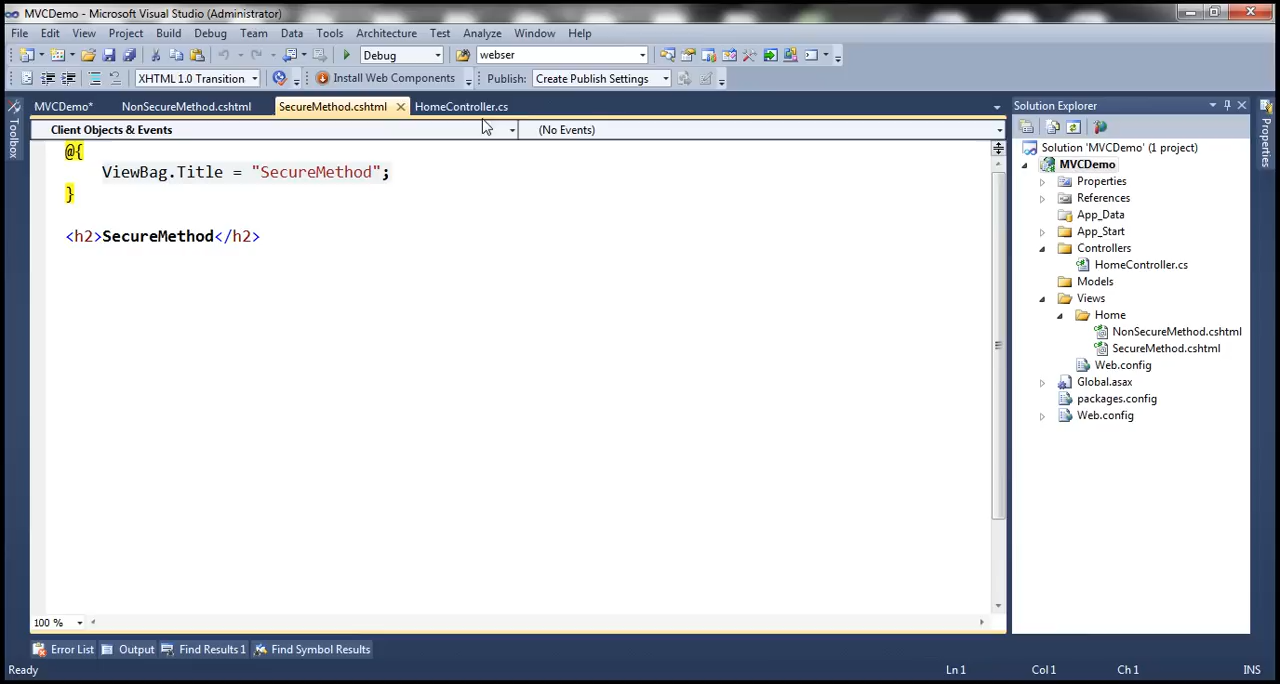 MVCDemo - Microsoft Visual Studio (Administrator)
File Edit View Project Build Debug Team Data Tools Architecture Test Analyze Window Help
Debug webser
XHTML 1.0 Transition Install Web Components Publish: Create Publish Settings
MVCDemo* NonSecureMethod.cshtml SecureMethod.cshtml HomeController.cs
Client Objects & Events (No Events)
@{
ViewBag.Title = "SecureMethod";
}
<h2>SecureMethod</h2>
Toolbox
Solution Explorer
Solution 'MVCDemo' (1 project)
MVCDemo
Properties
References
App_Data
App_Start
Controllers
HomeController.cs
Models
Views
Home
NonSecureMethod.cshtml
SecureMethod.cshtml
Web.config
Global.asax
packages.config
Web.config
Properties
100 %
Error List Output Find Results 1 Find Symbol Results
Ready Ln 1 Col 1 Ch 1 INS